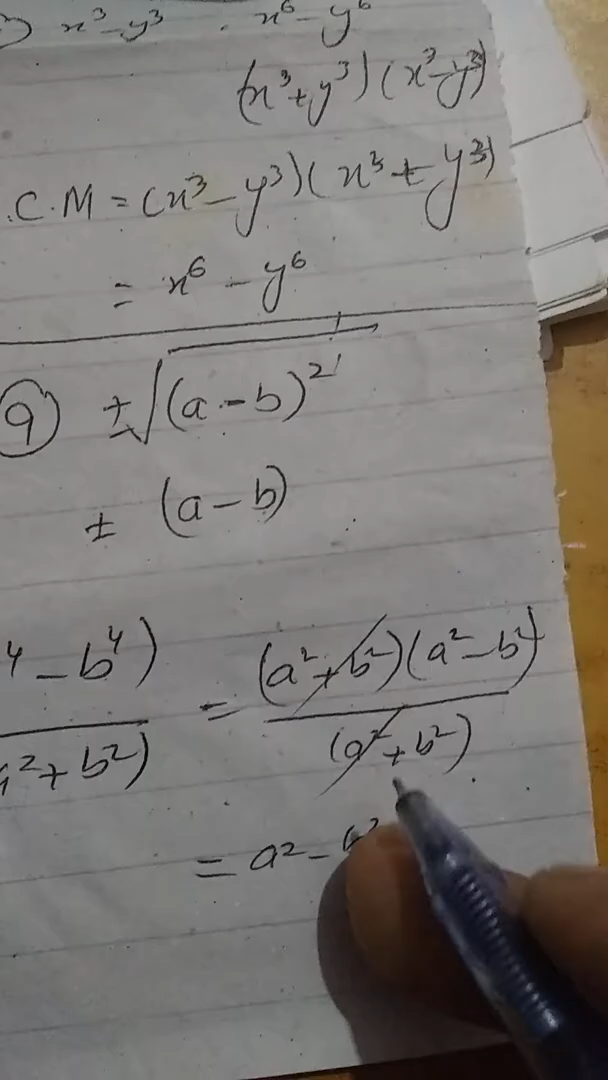 x³-y³ . x⁶-y⁶
(x³+y³)(x³-y³)
.C.M = (x³-y³)(x³+y³)
= x⁶-y⁶
9 ±√(a-b)²
± (a-b)
⁴-b⁴) / ²+b²) = (a²+b²)(a²-b²) / (a²+b²)
= a²-